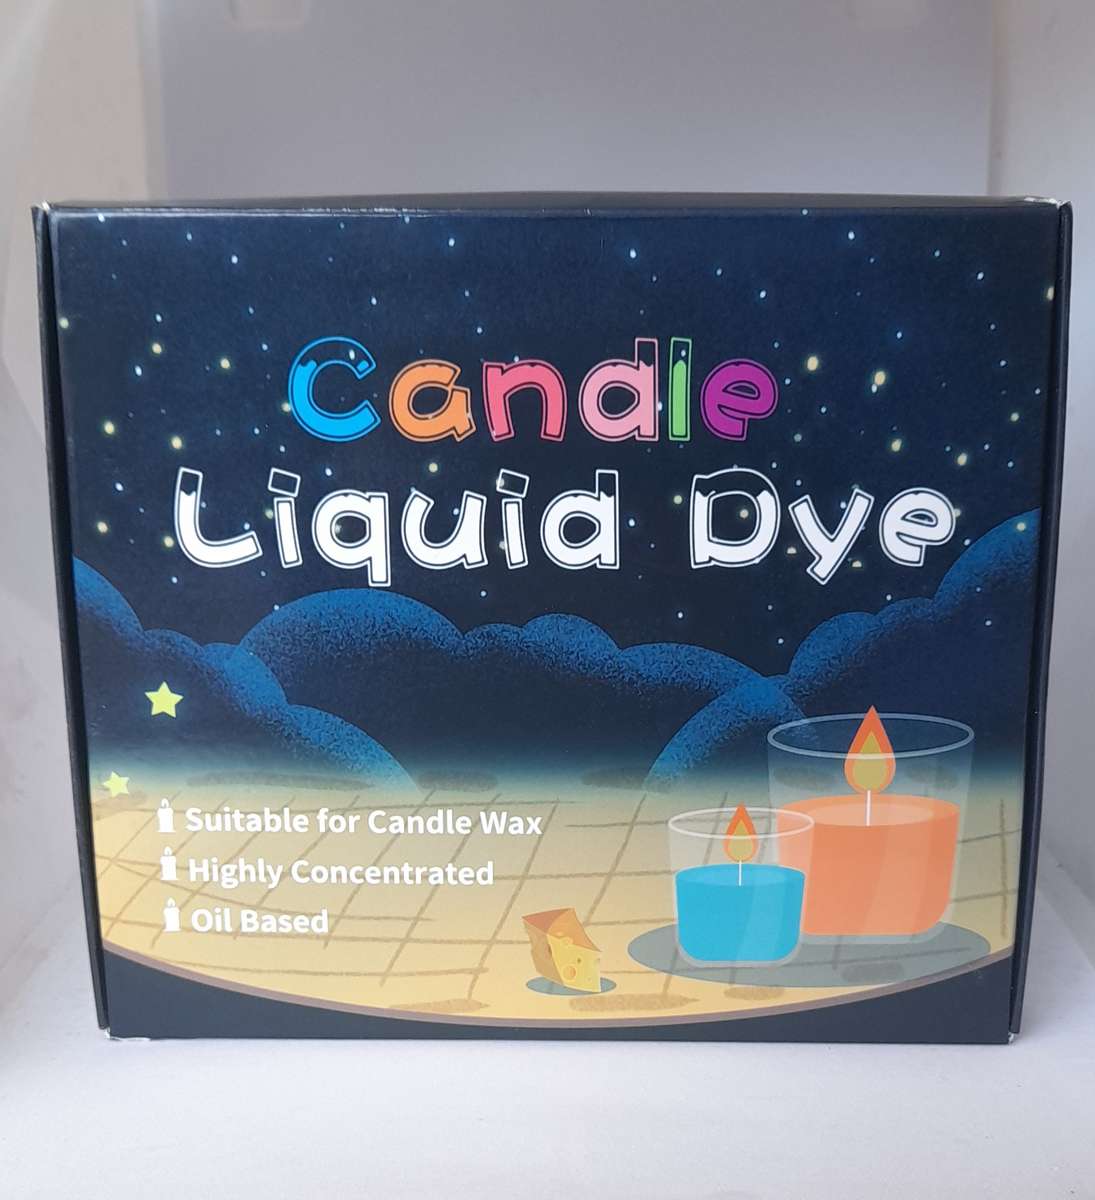 Candle
Liquid Dye
Suitable for Candle Wax
Highly Concentrated
Oil Based